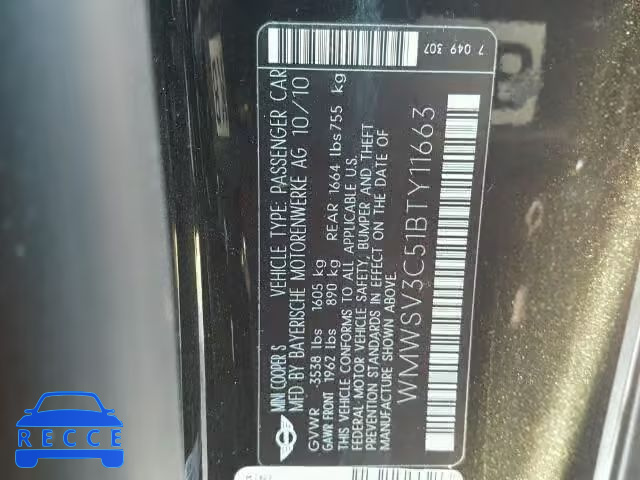 MINI COOPER S VEHICLE TYPE: PASSENGER CAR
MFD BY BAYERISCHE MOTORENWERKE AG 10/10
GVWR 3538 lbs 1605 kg
GAWR FRONT 1962 lbs 890 kg REAR 1664 lbs 755 kg
THIS VEHICLE CONFORMS TO ALL APPLICABLE U.S.
FEDERAL MOTOR VEHICLE SAFETY, BUMPER AND THEFT
PREVENTION STANDARDS IN EFFECT ON THE DATE OF
MANUFACTURE SHOWN ABOVE.
WMWSV3C51BTY11663
7 049 307
RECCE